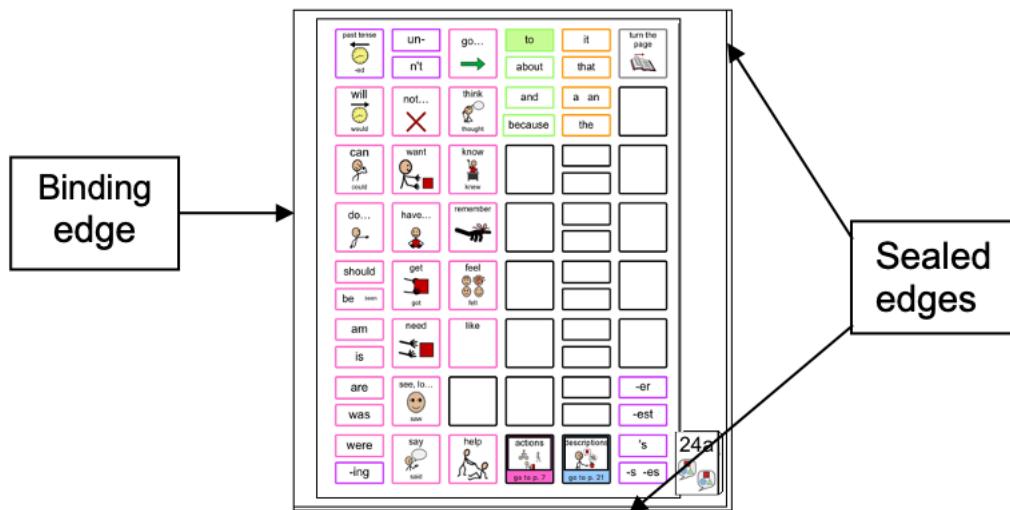 Binding
edge
past tense
-ed
un-
n't
go...
to
about
it
that
turn the
page
will
would
not...
think
thought
and
because
a an
the
can
could
want
know
knew
do...
have...
remember
should
be been
get
got
feel
felt
am
is
need
like
are
was
see, lo...
saw
-er
-est
were
-ing
say
said
help
actions
go to p. 7
descriptions
go to p. 21
's
-s -es
24a
Sealed
edges